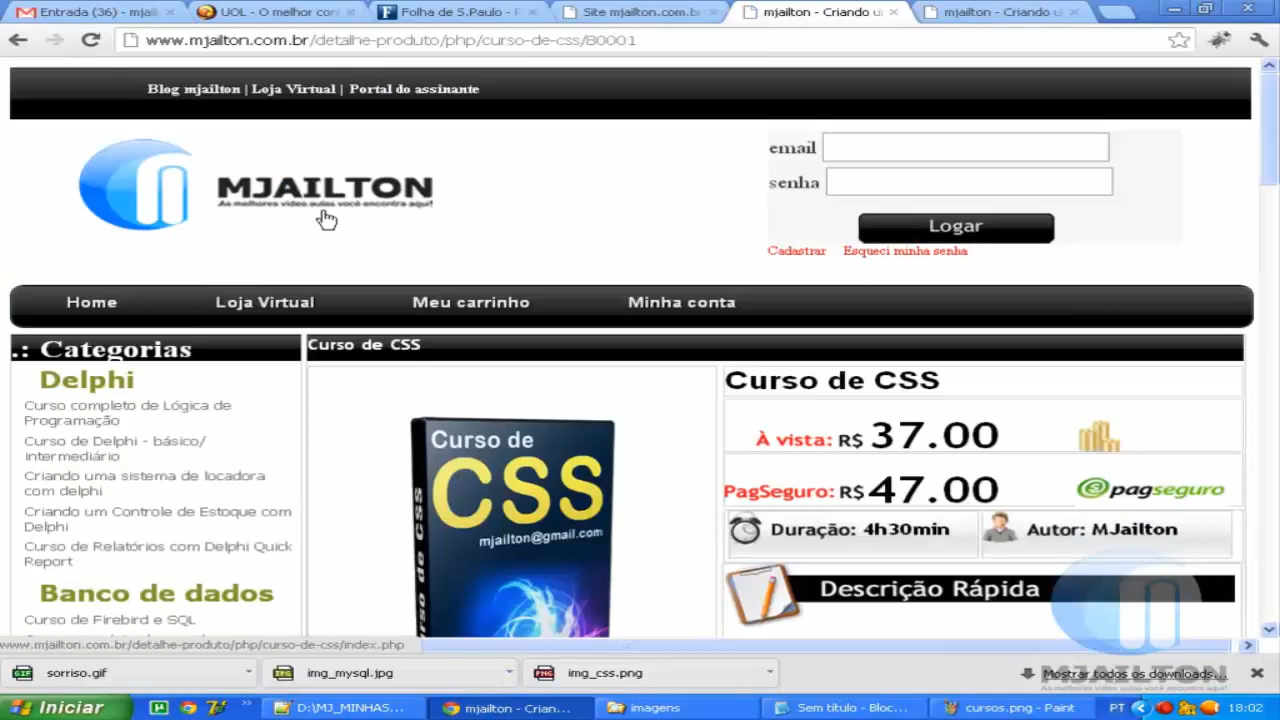 Entrada (36) - mjail
UOL - O melhor con
Folha de S.Paulo - P
Site mjailton.com.b
mjailton - Criando u
mjailton - Criando u
www.mjailton.com.br/detalhe-produto/php/curso-de-css/80001
Blog mjailton | Loja Virtual | Portal do assinante
MJAILTON
As melhores video aulas você encontra aqui!
email
senha
Logar
Cadastrar Esqueci minha senha
Home Loja Virtual Meu carrinho Minha conta
.: Categorias
Delphi
Curso completo de Lógica de
Programação
Curso de Delphi - básico/
intermediário
Criando uma sistema de locadora
com delphi
Criando um Controle de Estoque com
Delphi
Curso de Relatórios com Delphi Quick
Report
Banco de dados
Curso de Firebird e SQL
Curso de CSS
Curso de
CSS
mjailton@gmail.com
Curso de CSS
Curso de CSS
À vista: R$ 37.00
PagSeguro: R$ 47.00
pagseguro
Duração: 4h30min
Autor: MJailton
Descrição Rápida
www.mjailton.com.br/detalhe-produto/php/curso-de-css/index.php
sorriso.gif
img_mysql.jpg
img_css.png
Mostrar todos os downloads...
MJAILTON
Iniciar
D:\MJ_MINHAS...
mjailton - Crian...
imagens
Sem título - Bloc...
cursos.png - Paint
PT
18:02